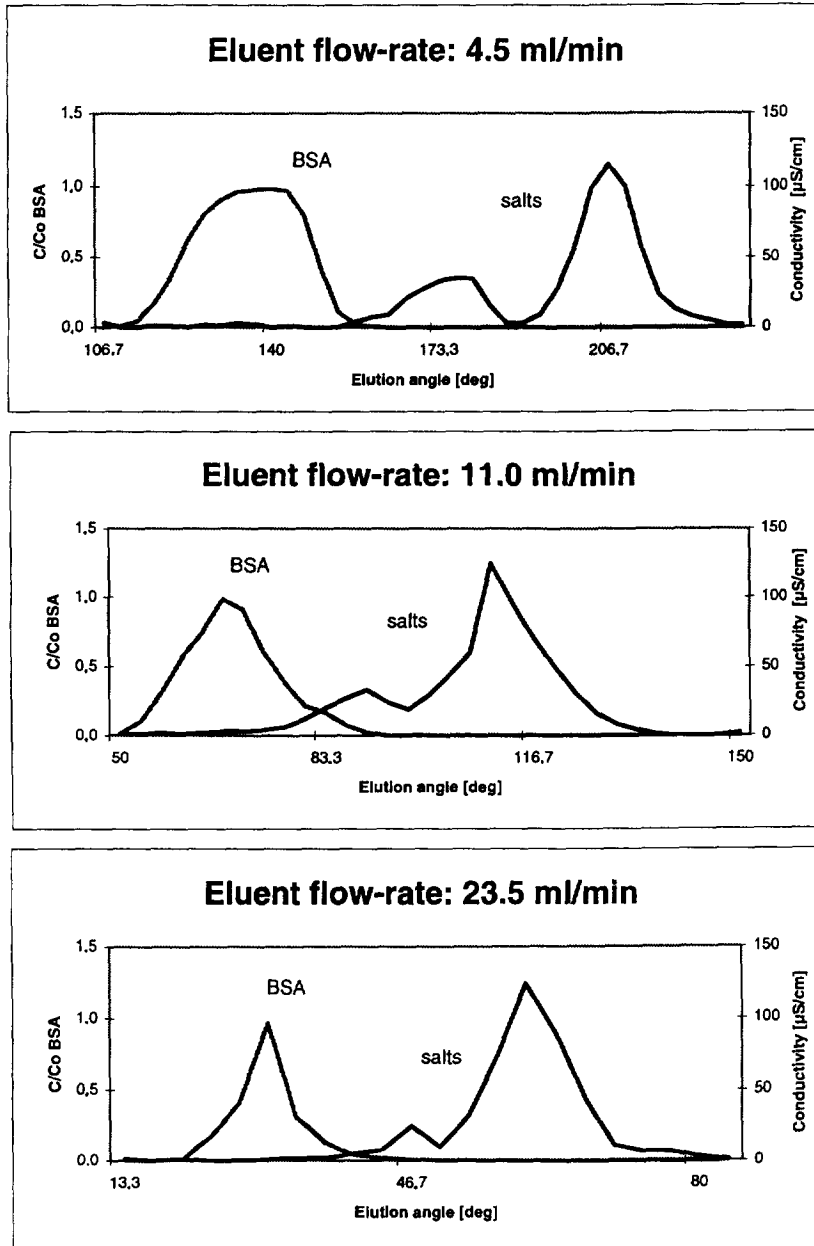 Eluent flow-rate: 4.5 ml/min
1.5
1.0
0.5
0.0
C/Co BSA
BSA
salts
150
100
50
0
Conductivity [µS/cm]
106.7 140 173.3 206.7
Elution angle [deg]
Eluent flow-rate: 11.0 ml/min
1.5
1.0
0.5
0.0
C/Co BSA
BSA
salts
150
100
50
0
Conductivity [µS/cm]
50 83.3 116.7 150
Elution angle [deg]
Eluent flow-rate: 23.5 ml/min
1.5
1.0
0.5
0.0
C/Co BSA
BSA
salts
150
100
50
0
Conductivity [µS/cm]
13.3 46.7 80
Elution angle [deg]